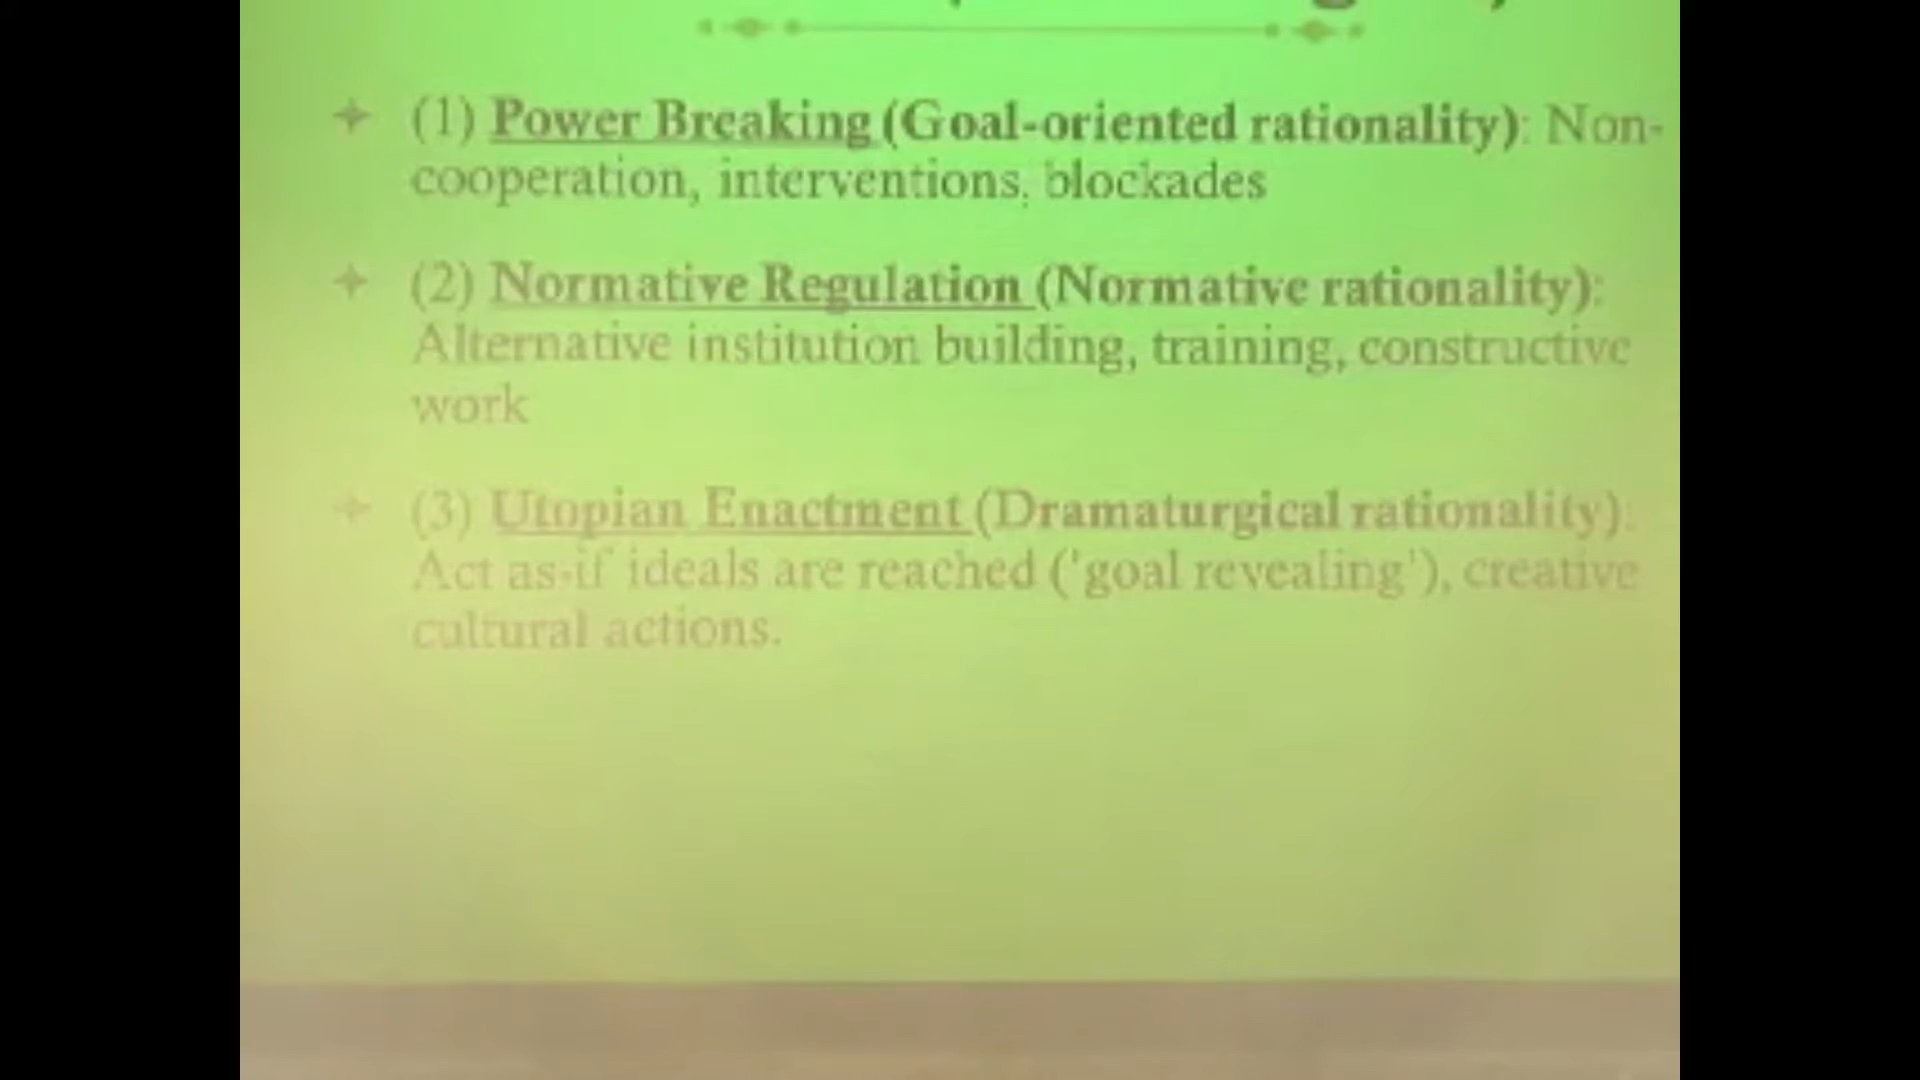 (1) Power Breaking (Goal-oriented rationality): Non-
cooperation, interventions, blockades
(2) Normative Regulation (Normative rationality):
Alternative institution building, training, constructive
work
(3) Utopian Enactment (Dramaturgical rationality):
Act as-if ideals are reached ('goal revealing'), creative
cultural actions.